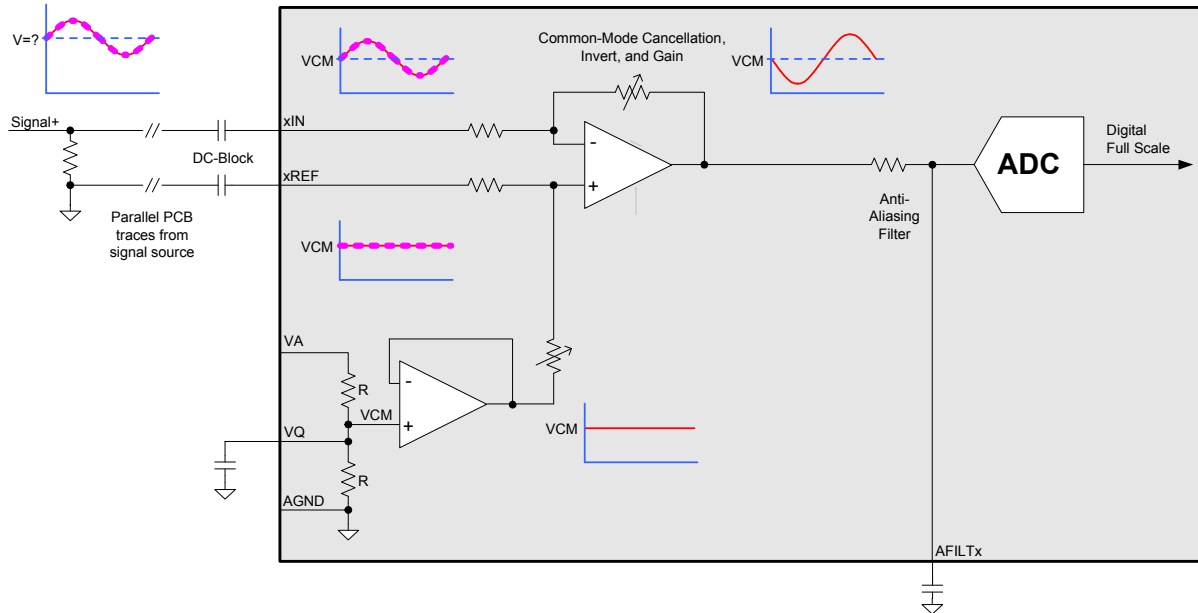 V=?
VCM
Common-Mode Cancellation,
Invert, and Gain
VCM
Signal+
xIN
DC-Block
xREF
-
+
ADC
Digital
Full Scale
Parallel PCB
traces from
signal source
Anti-
Aliasing
Filter
VCM
VA
R
-
+
VCM
VCM
VQ
R
AGND
AFILTx